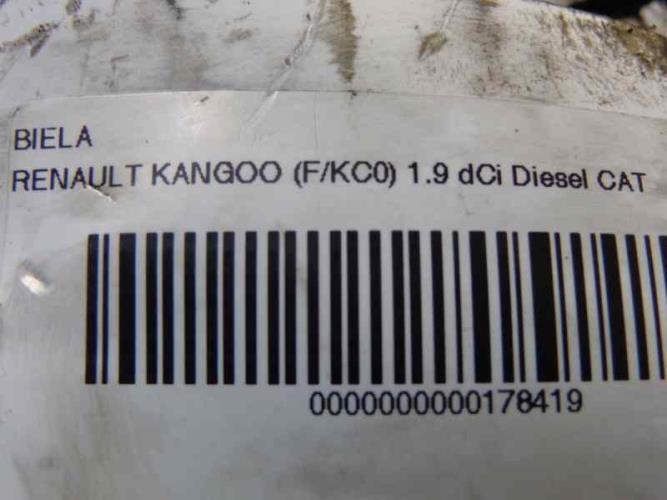 BIELA
RENAULT KANGOO (F/KC0) 1.9 dCi Diesel CAT
0000000000178419